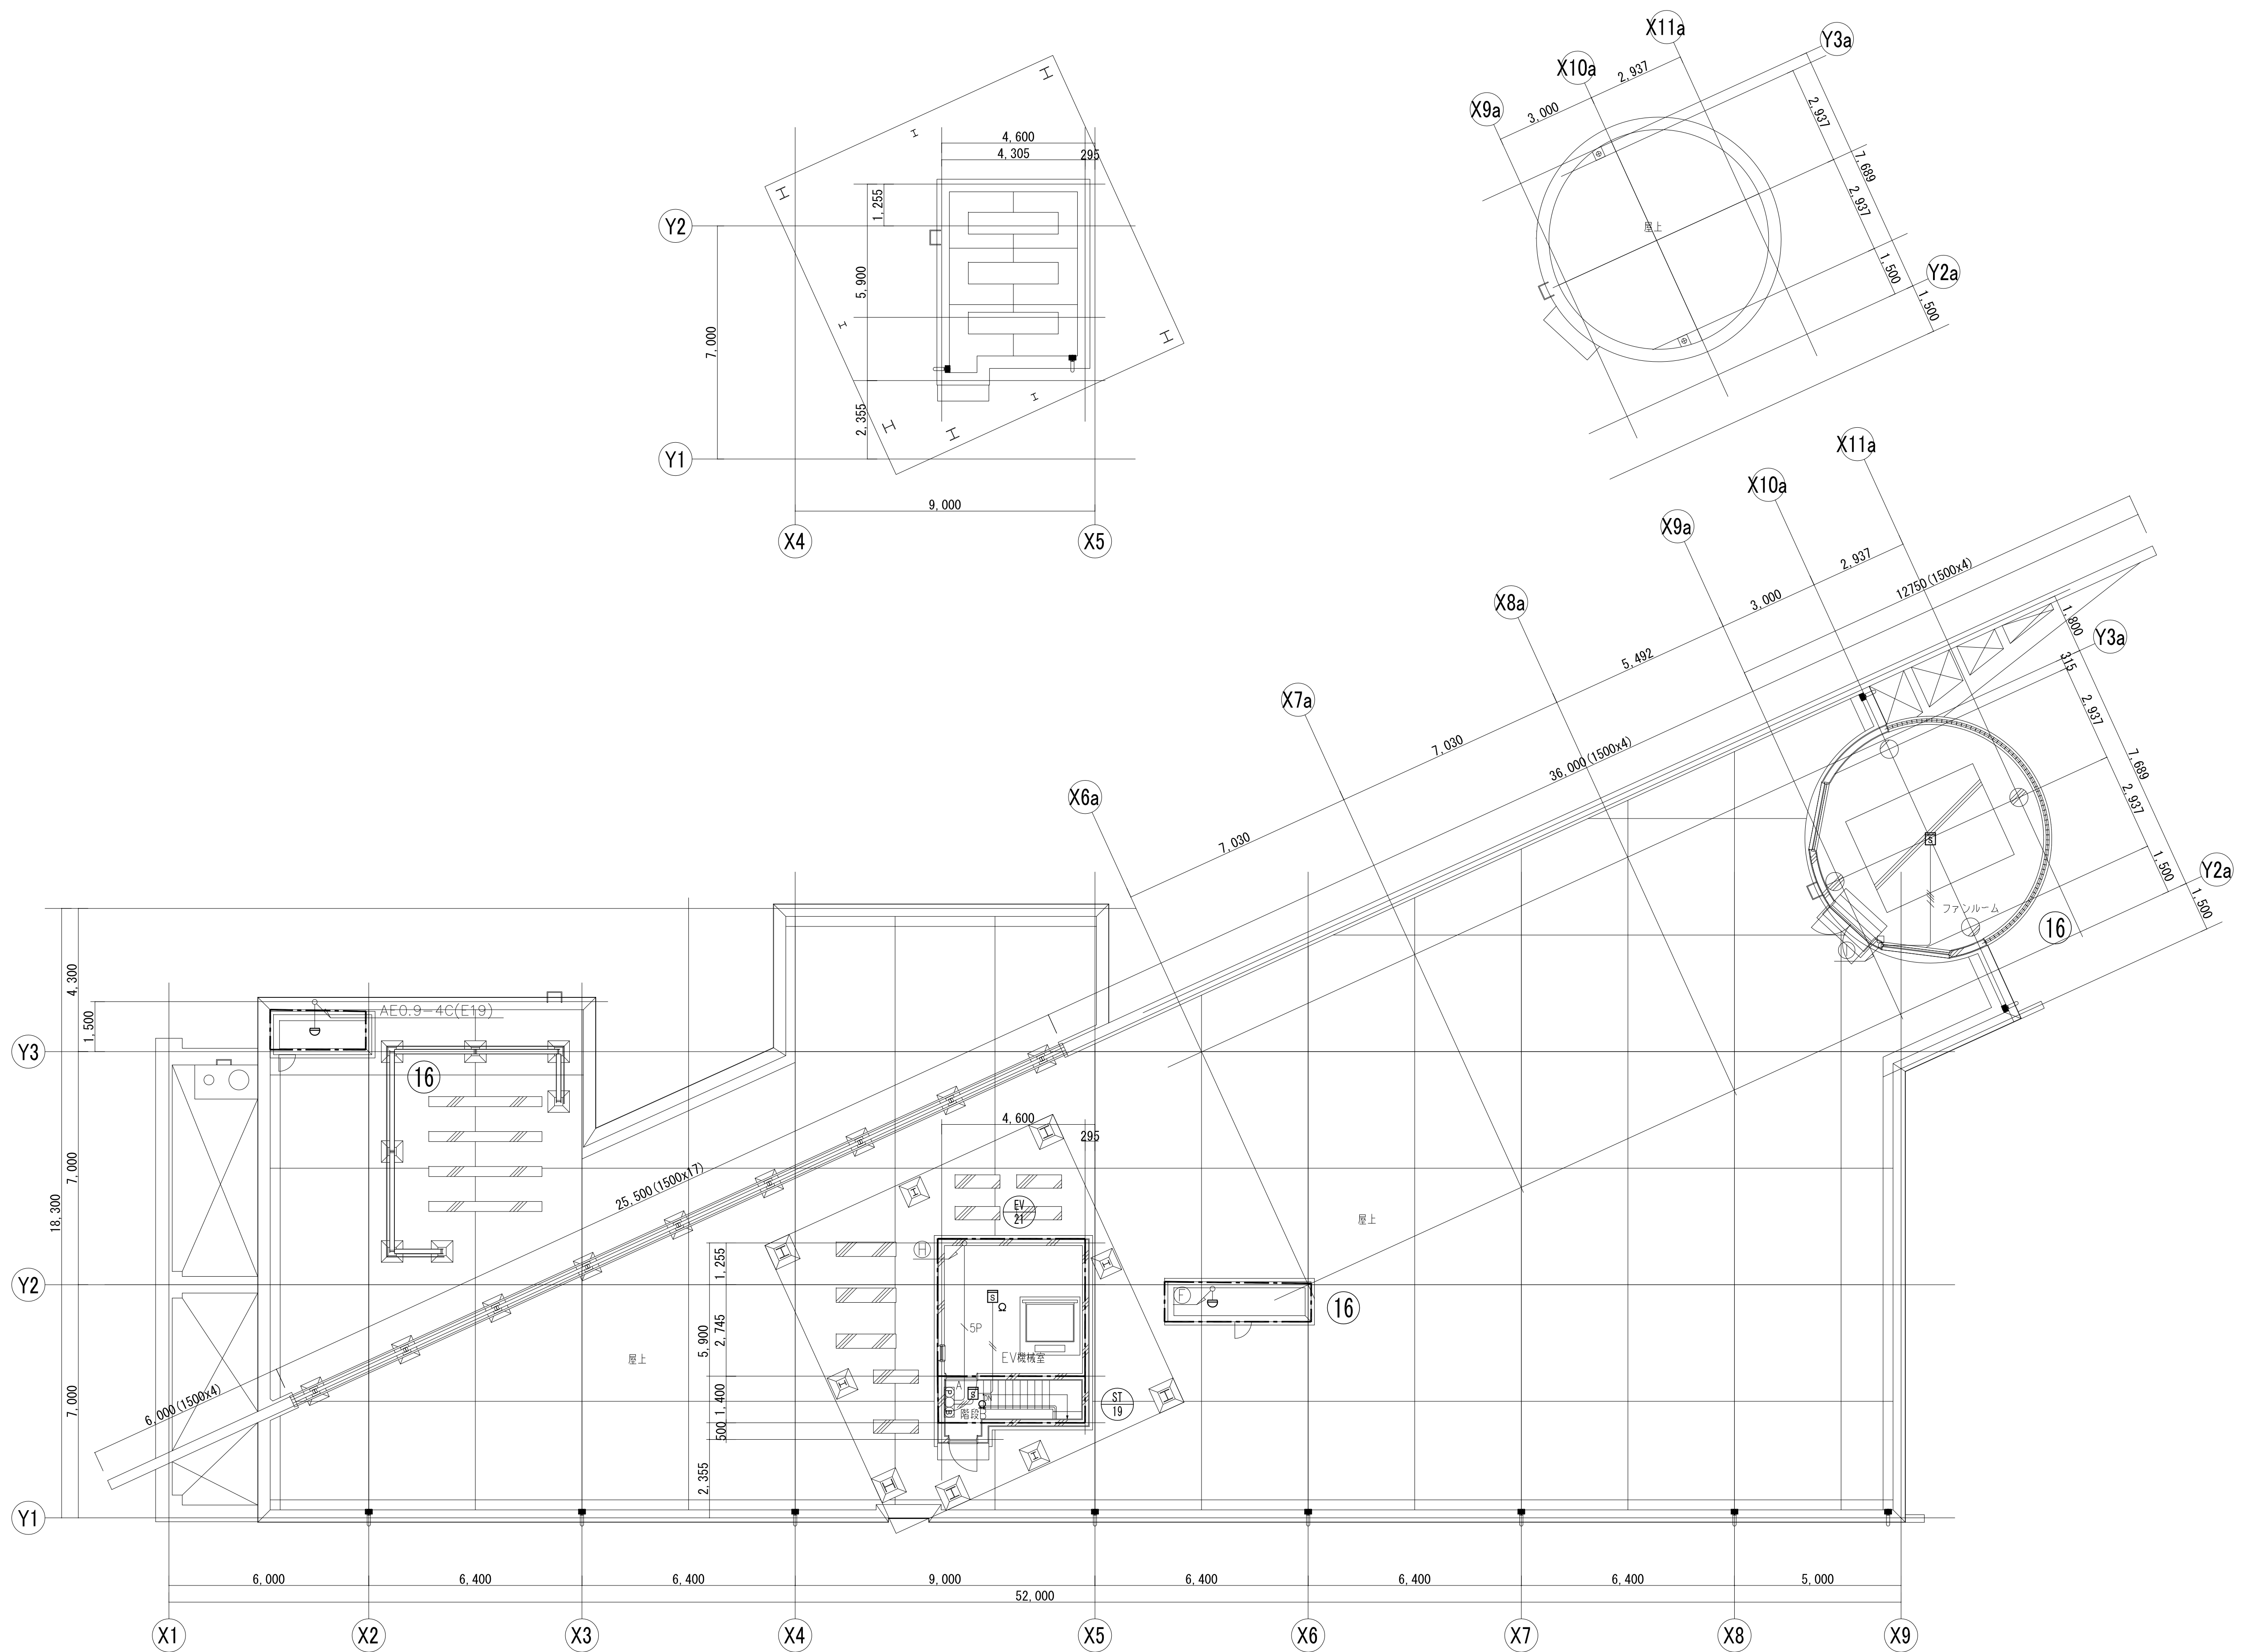 X11a
Y3a
X10a
2,937
X9a
3,000
2,937
7,689
2,937
屋上
1,500
Y2a
1,500
4,600
4,305
295
1,255
Y2
5,900
7,000
2,355
Y1
9,000
X4
X5
X11a
X10a
X9a
2,937
12750(1500x4)
3,000
X8a
1,800
Y3a
5,492
315
X7a
2,937
7,030
36,000(1500x4)
7,689
X6a
2,937
7,030
1,500
Y2a
1,500
ファンルーム
16
4,300
1,500
AE0.9-4C(E19)
Y3
16
4,600
295
7,000
25,500(1500x17)
18,300
EV
21
屋上
H
1,255
Y2
F
16
S
2,745
5,900
5P
屋上
EV機械室
7,000
A
1,400
S
ST
19
階段
DN
P
B
6,000(1500x4)
500
2,355
Y1
6,000
6,400
6,400
9,000
6,400
6,400
6,400
5,000
52,000
X1
X2
X3
X4
X5
X6
X7
X8
X9